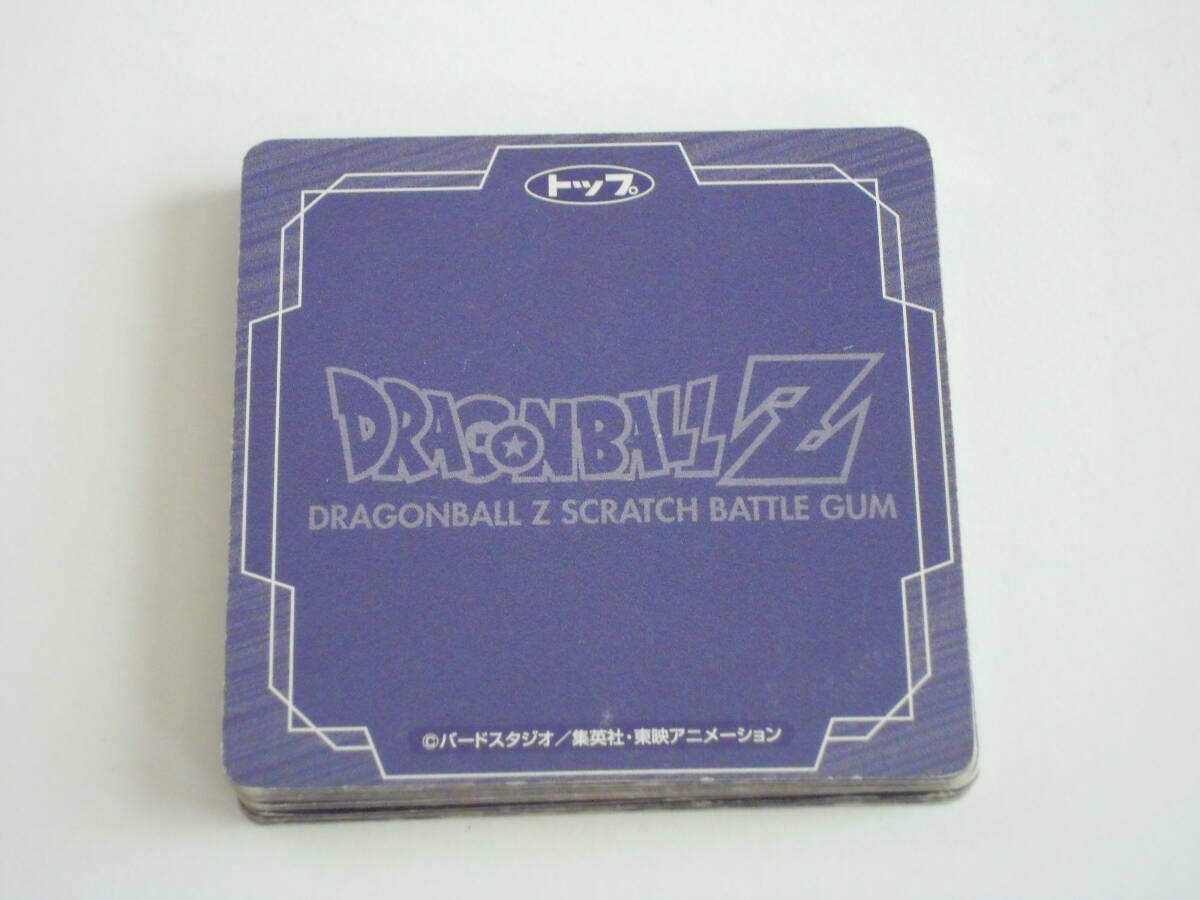 トップ。
DRAGONBALL Z
DRAGONBALL Z SCRATCH BATTLE GUM
©バードスタジオ/集英社・東映アニメーション